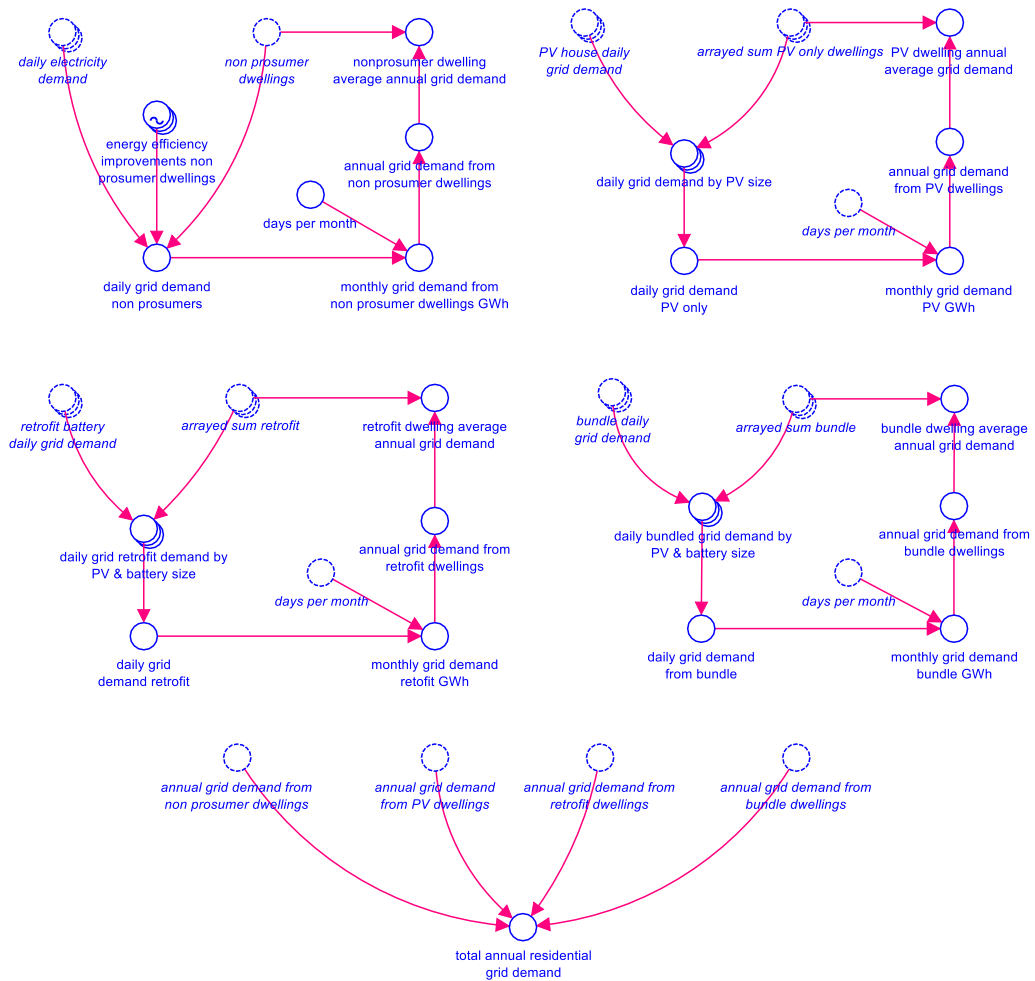 daily electricity
demand
non prosumer
dwellings
nonprosumer dwelling
average annual grid demand
energy efficiency
improvements non
prosumer dwellings
annual grid demand from
non prosumer dwellings
days per month
daily grid demand
non prosumers
monthly grid demand from
non prosumer dwellings GWh
PV house daily
grid demand
arrayed sum PV only dwellings
PV dwelling annual
average grid demand
daily grid demand by PV size
annual grid demand
from PV dwellings
days per month
daily grid demand
PV only
monthly grid demand
PV GWh
retrofit battery
daily grid demand
arrayed sum retrofit
retrofit dwelling average
annual grid demand
daily grid retrofit demand by
PV & battery size
annual grid demand from
retrofit dwellings
days per month
daily grid
demand retrofit
monthly grid demand
retofit GWh
bundle daily
grid demand
arrayed sum bundle
bundle dwelling average
annual grid demand
daily bundled grid demand by
PV & battery size
annual grid demand from
bundle dwellings
days per month
daily grid demand
from bundle
monthly grid demand
bundle GWh
annual grid demand from
non prosumer dwellings
annual grid demand
from PV dwellings
annual grid demand from
retrofit dwellings
annual grid demand from
bundle dwellings
total annual residential
grid demand